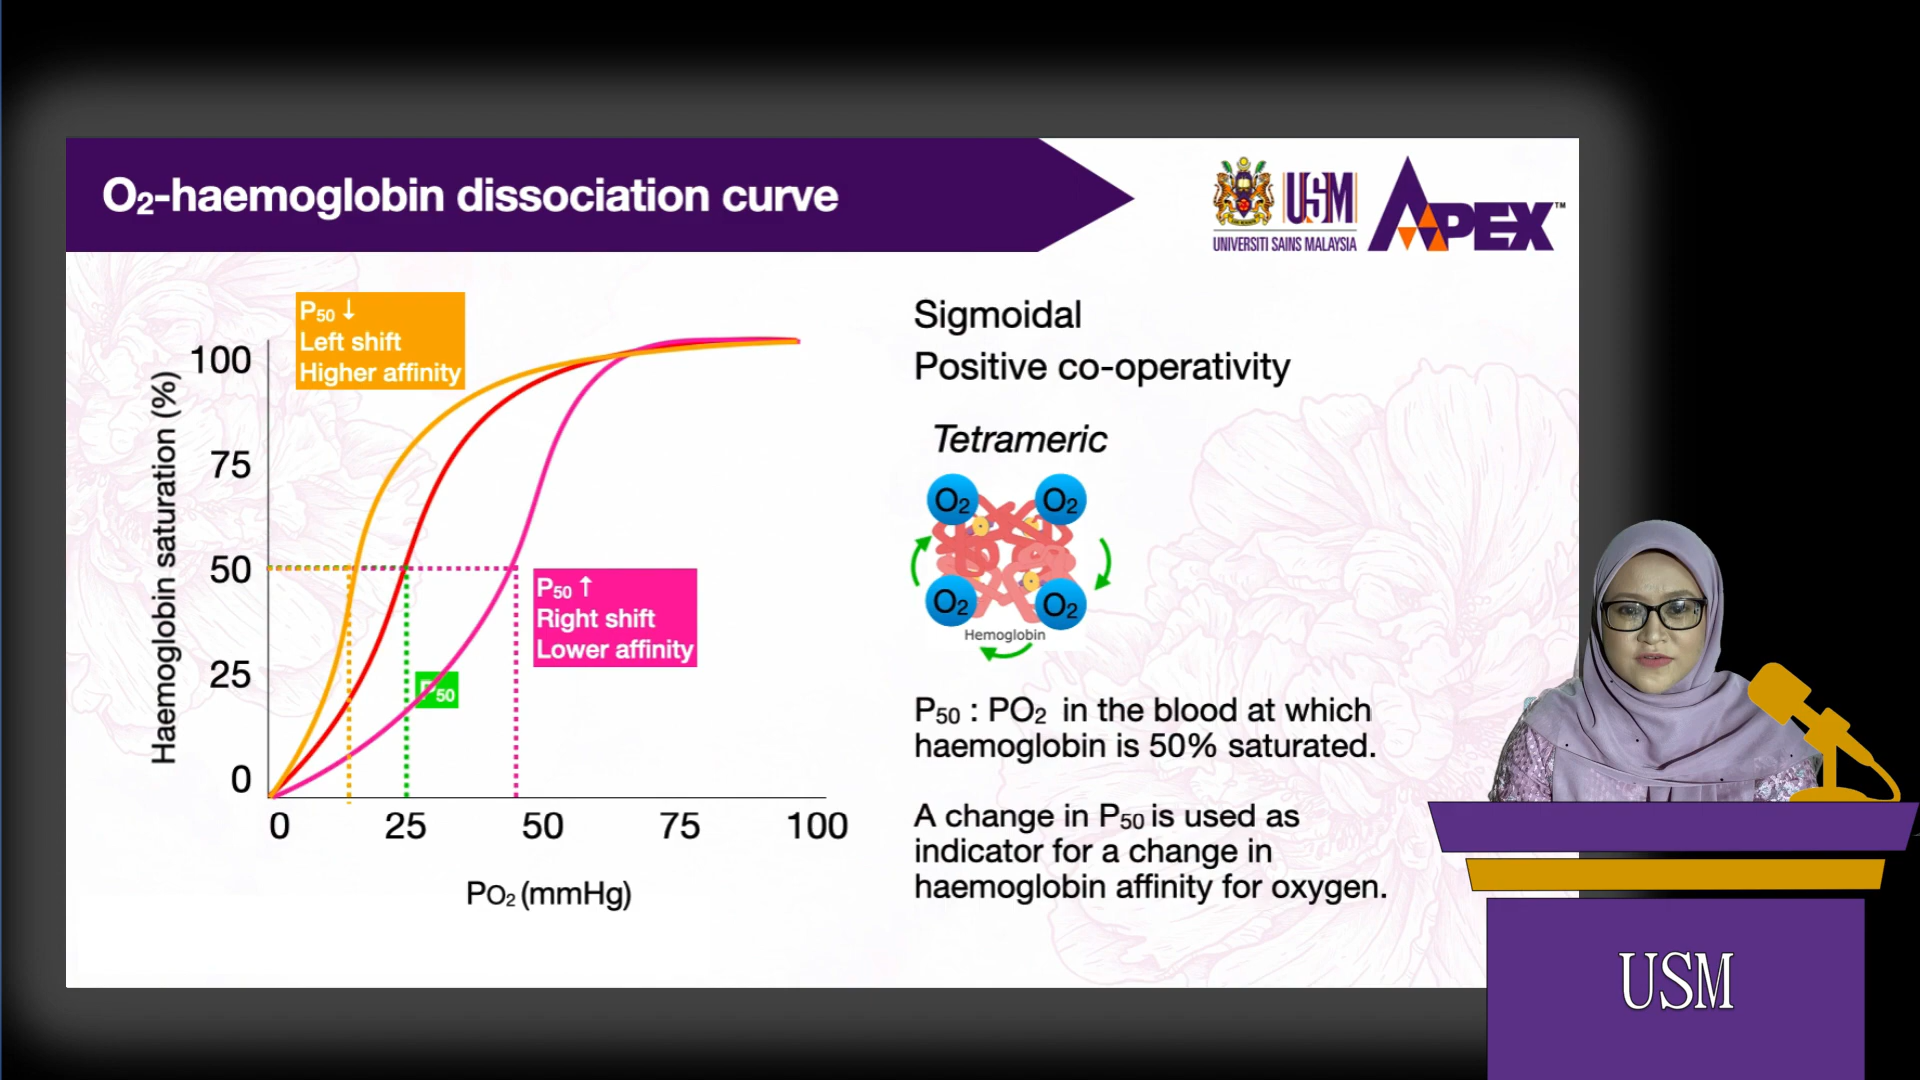 O₂-haemoglobin dissociation curve
USM
UNIVERSITI SAINS MALAYSIA
APEX™
P₅₀ ↓
Left shift
Higher affinity
Haemoglobin saturation (%)
100
75
50
25
0
P₅₀ ↑
Right shift
Lower affinity
P₅₀
0 25 50 75 100
PO₂ (mmHg)
Sigmoidal
Positive co-operativity
Tetrameric
O₂ O₂
O₂ O₂
Hemoglobin
P₅₀ : PO₂ in the blood at which
haemoglobin is 50% saturated.
A change in P₅₀ is used as
indicator for a change in
haemoglobin affinity for oxygen.
USM